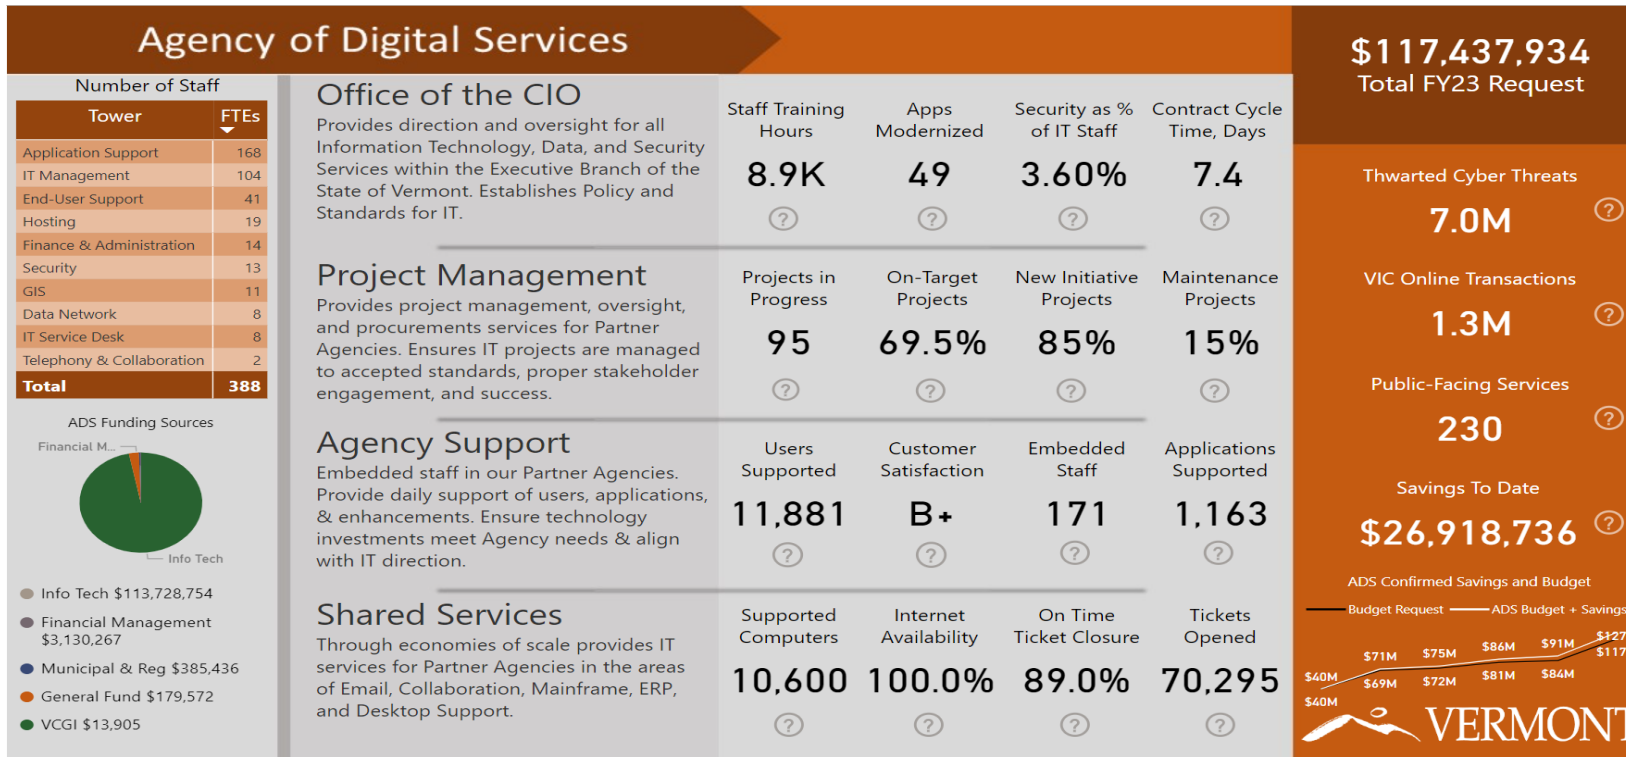 Agency of Digital Services
Number of Staff
Tower FTEs
Application Support 168
IT Management 104
End-User Support 41
Hosting 19
Finance & Administration 14
Security 13
GIS 11
Data Network 8
IT Service Desk 8
Telephony & Collaboration 2
Total 388
ADS Funding Sources
Financial M...
Info Tech
Info Tech $113,728,754
Financial Management
$3,130,267
Municipal & Reg $385,436
General Fund $179,572
VCGI $13,905
Office of the CIO
Provides direction and oversight for all
Information Technology, Data, and Security
Services within the Executive Branch of the
State of Vermont. Establishes Policy and
Standards for IT.
Staff Training
Hours
8.9K
?
Apps
Modernized
49
?
Security as %
of IT Staff
3.60%
?
Contract Cycle
Time, Days
7.4
?
Project Management
Provides project management, oversight,
and procurements services for Partner
Agencies. Ensures IT projects are managed
to accepted standards, proper stakeholder
engagement, and success.
Projects in
Progress
95
?
On-Target
Projects
69.5%
?
New Initiative
Projects
85%
?
Maintenance
Projects
15%
?
Agency Support
Embedded staff in our Partner Agencies.
Provide daily support of users, applications,
& enhancements. Ensure technology
investments meet Agency needs & align
with IT direction.
Users
Supported
11,881
?
Customer
Satisfaction
B+
?
Embedded
Staff
171
?
Applications
Supported
1,163
?
Shared Services
Through economies of scale provides IT
services for Partner Agencies in the areas
of Email, Collaboration, Mainframe, ERP,
and Desktop Support.
Supported
Computers
10,600
?
Internet
Availability
100.0%
?
On Time
Ticket Closure
89.0%
?
Tickets
Opened
70,295
?
$117,437,934
Total FY23 Request
Thwarted Cyber Threats
7.0M
?
VIC Online Transactions
1.3M
?
Public-Facing Services
230
?
Savings To Date
$26,918,736
?
ADS Confirmed Savings and Budget
Budget Request ADS Budget + Savings
$40M $71M $75M $86M $91M $127
$40M $69M $72M $81M $84M $117
VERMONT